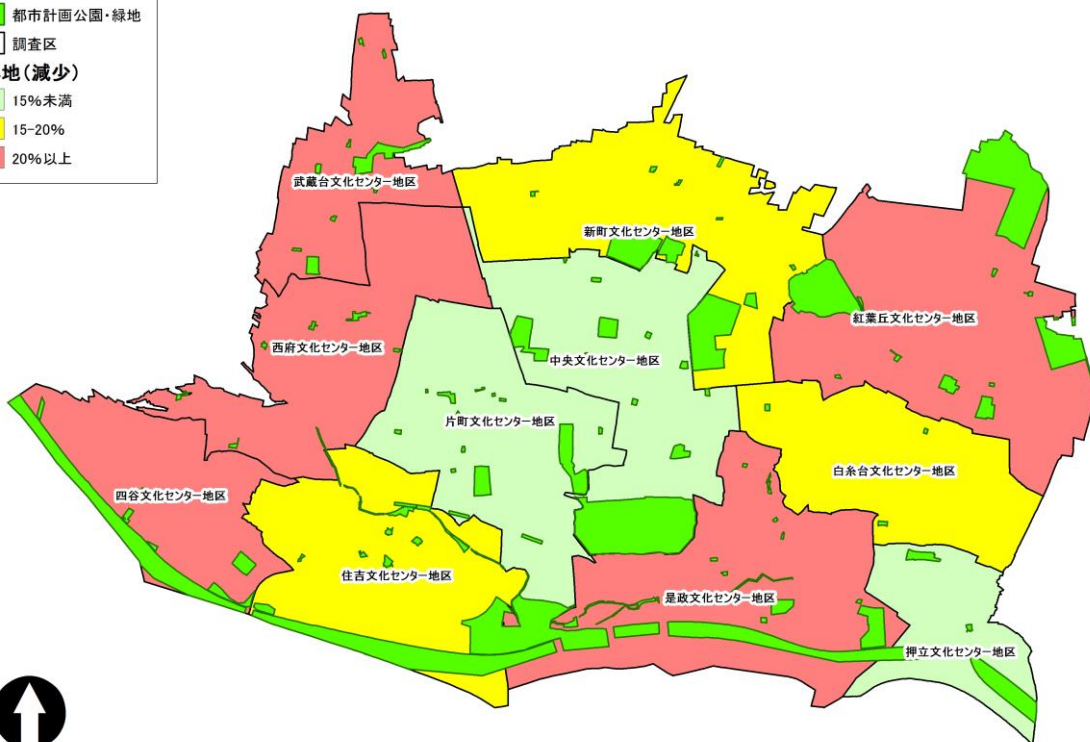 都市計画公園・緑地
調査区
地（減少）
15%未満
15-20%
20%以上
武蔵台文化センター地区
新町文化センター地区
西府文化センター地区
中央文化センター地区
紅葉丘文化センター地区
片町文化センター地区
白糸台文化センター地区
四谷文化センター地区
住吉文化センター地区
是政文化センター地区
押立文化センター地区